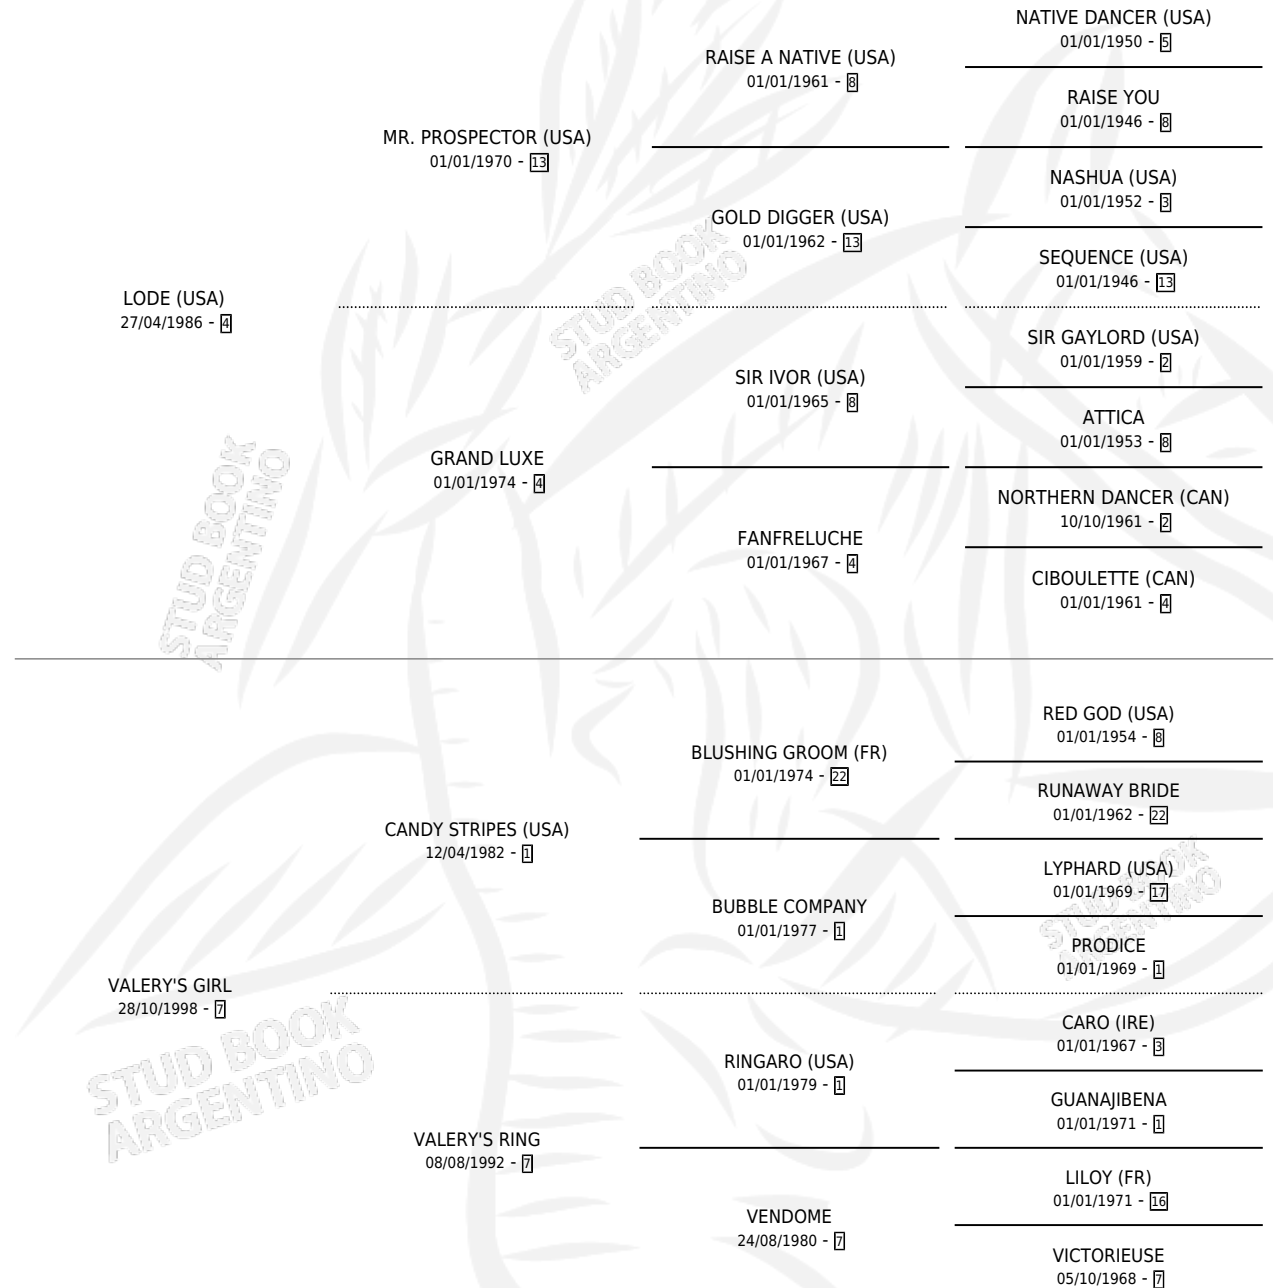 NATIVE DANCER (USA)
01/01/1950 - 5
RAISE A NATIVE (USA)
01/01/1961 - 8
RAISE YOU
01/01/1946 - 8
MR. PROSPECTOR (USA)
01/01/1970 - 13
NASHUA (USA)
01/01/1952 - 3
GOLD DIGGER (USA)
01/01/1962 - 13
SEQUENCE (USA)
01/01/1946 - 13
LODE (USA)
27/04/1986 - 4
STUD BOOK
ARGENTINO
SIR GAYLORD (USA)
01/01/1959 - 2
SIR IVOR (USA)
01/01/1965 - 8
ATTICA
01/01/1953 - 8
GRAND LUXE
01/01/1974 - 4
NORTHERN DANCER (CAN)
10/10/1961 - 2
FANFRELUCHE
01/01/1967 - 4
CIBOULETTE (CAN)
01/01/1961 - 4
STUD BOOK
ARGENTINO
RED GOD (USA)
01/01/1954 - 8
BLUSHING GROOM (FR)
01/01/1974 - 22
RUNAWAY BRIDE
01/01/1962 - 22
CANDY STRIPES (USA)
12/04/1982 - 1
LYPHARD (USA)
01/01/1969 - 17
BUBBLE COMPANY
01/01/1977 - 1
STUD BOOK
ARGENTINO
PRODICE
01/01/1969 - 1
VALERY'S GIRL
28/10/1998 - 7
CARO (IRE)
01/01/1967 - 3
RINGARO (USA)
01/01/1979 - 1
STUD BOOK
ARGENTINO
GUANAJIBENA
01/01/1971 - 1
VALERY'S RING
08/08/1992 - 7
LILOY (FR)
01/01/1971 - 16
VENDOME
24/08/1980 - 7
VICTORIEUSE
05/10/1968 - 7